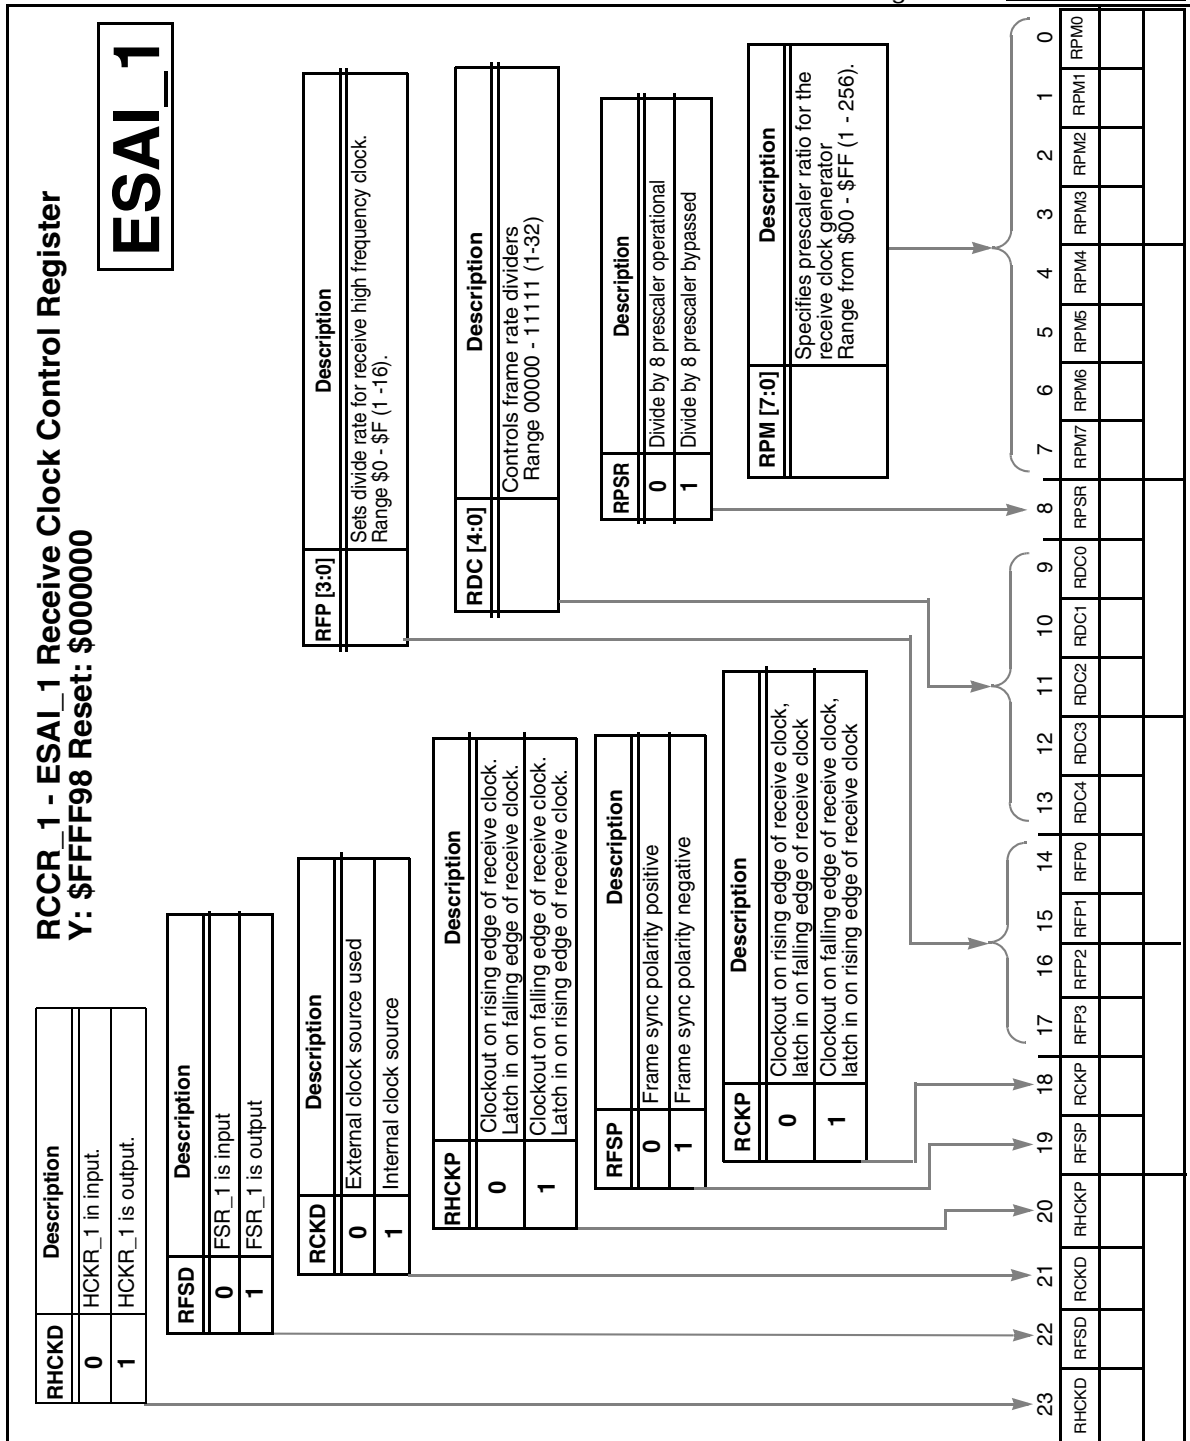 RCCR_1 - ESAI_1 Receive Clock Control Register
Y: $FFFF98 Reset: $000000
ESAI_1
RHCKD Description
0 HCKR_1 in input.
1 HCKR_1 is output.
RFSD Description
0 FSR_1 is input
1 FSR_1 is output
RCKD Description
0 External clock source used
1 Internal clock source
RHCKP Description
0 Clockout on rising edge of receive clock.
Latch in on falling edge of receive clock.
1 Clockout on falling edge of receive clock.
Latch in on rising edge of receive clock.
RFSP Description
0 Frame sync polarity positive
1 Frame sync polarity negative
RCKP Description
0 Clockout on rising edge of receive clock,
latch in on falling edge of receive clock
1 Clockout on falling edge of receive clock,
latch in on rising edge of receive clock
RFP [3:0] Description
Sets divide rate for receive high frequency clock.
Range $0 - $F (1 -16).
RDC [4:0] Description
Controls frame rate dividers
Range 00000 - 11111 (1-32)
RPSR Description
0 Divide by 8 prescaler operational
1 Divide by 8 prescaler bypassed
RPM [7:0] Description
Specifies prescaler ratio for the
receive clock generator
Range from $00 - $FF (1 - 256).
23 22 21 20 19 18 17 16 15 14 13 12 11 10 9 8 7 6 5 4 3 2 1 0
RHCKD RFSD RCKD RHCKP RFSP RCKP RFP3 RFP2 RFP1 RFP0 RDC4 RDC3 RDC2 RDC1 RDC0 RPSR RPM7 RPM6 RPM5 RPM4 RPM3 RPM2 RPM1 RPM0